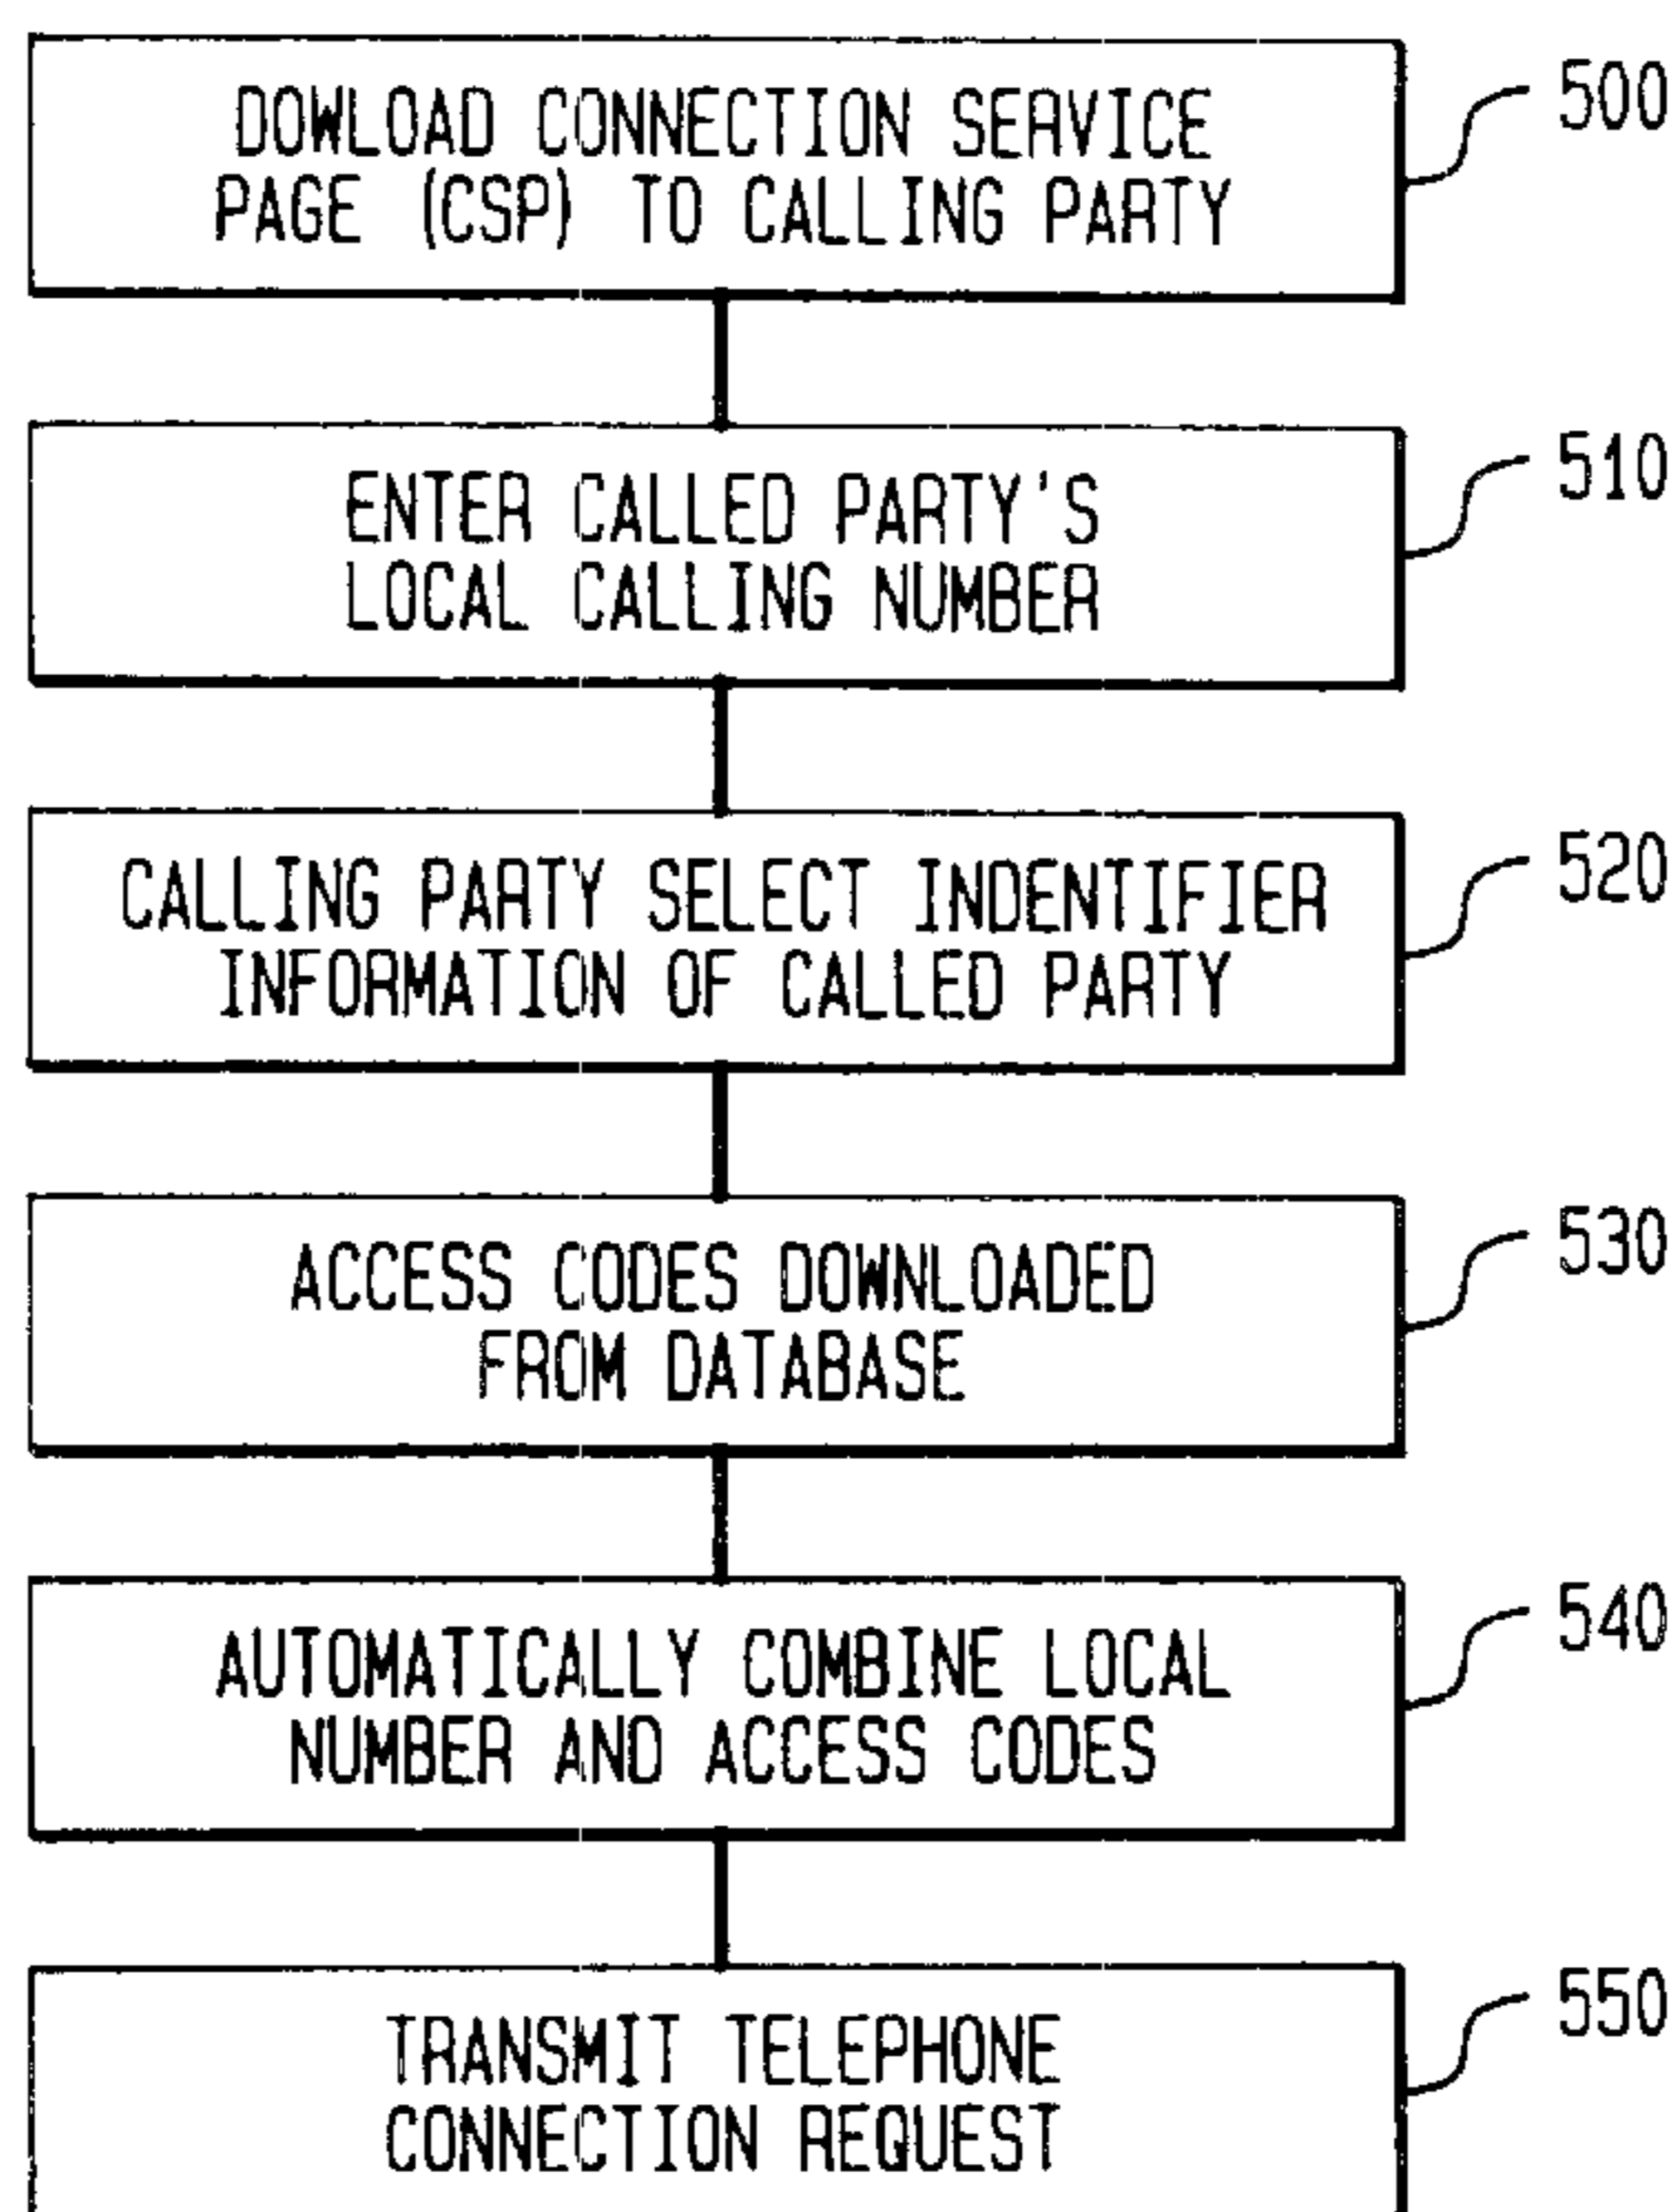 DOWLOAD CONNECTION SERVICE
PAGE (CSP) TO CALLING PARTY
500
ENTER CALLED PARTY'S
LOCAL CALLING NUMBER
510
CALLING PARTY SELECT INDENTIFIER
INFORMATION OF CALLED PARTY
520
ACCESS CODES DOWNLOADED
FROM DATABASE
530
AUTOMATICALLY COMBINE LOCAL
NUMBER AND ACCESS CODES
540
TRANSMIT TELEPHONE
CONNECTION REQUEST
550